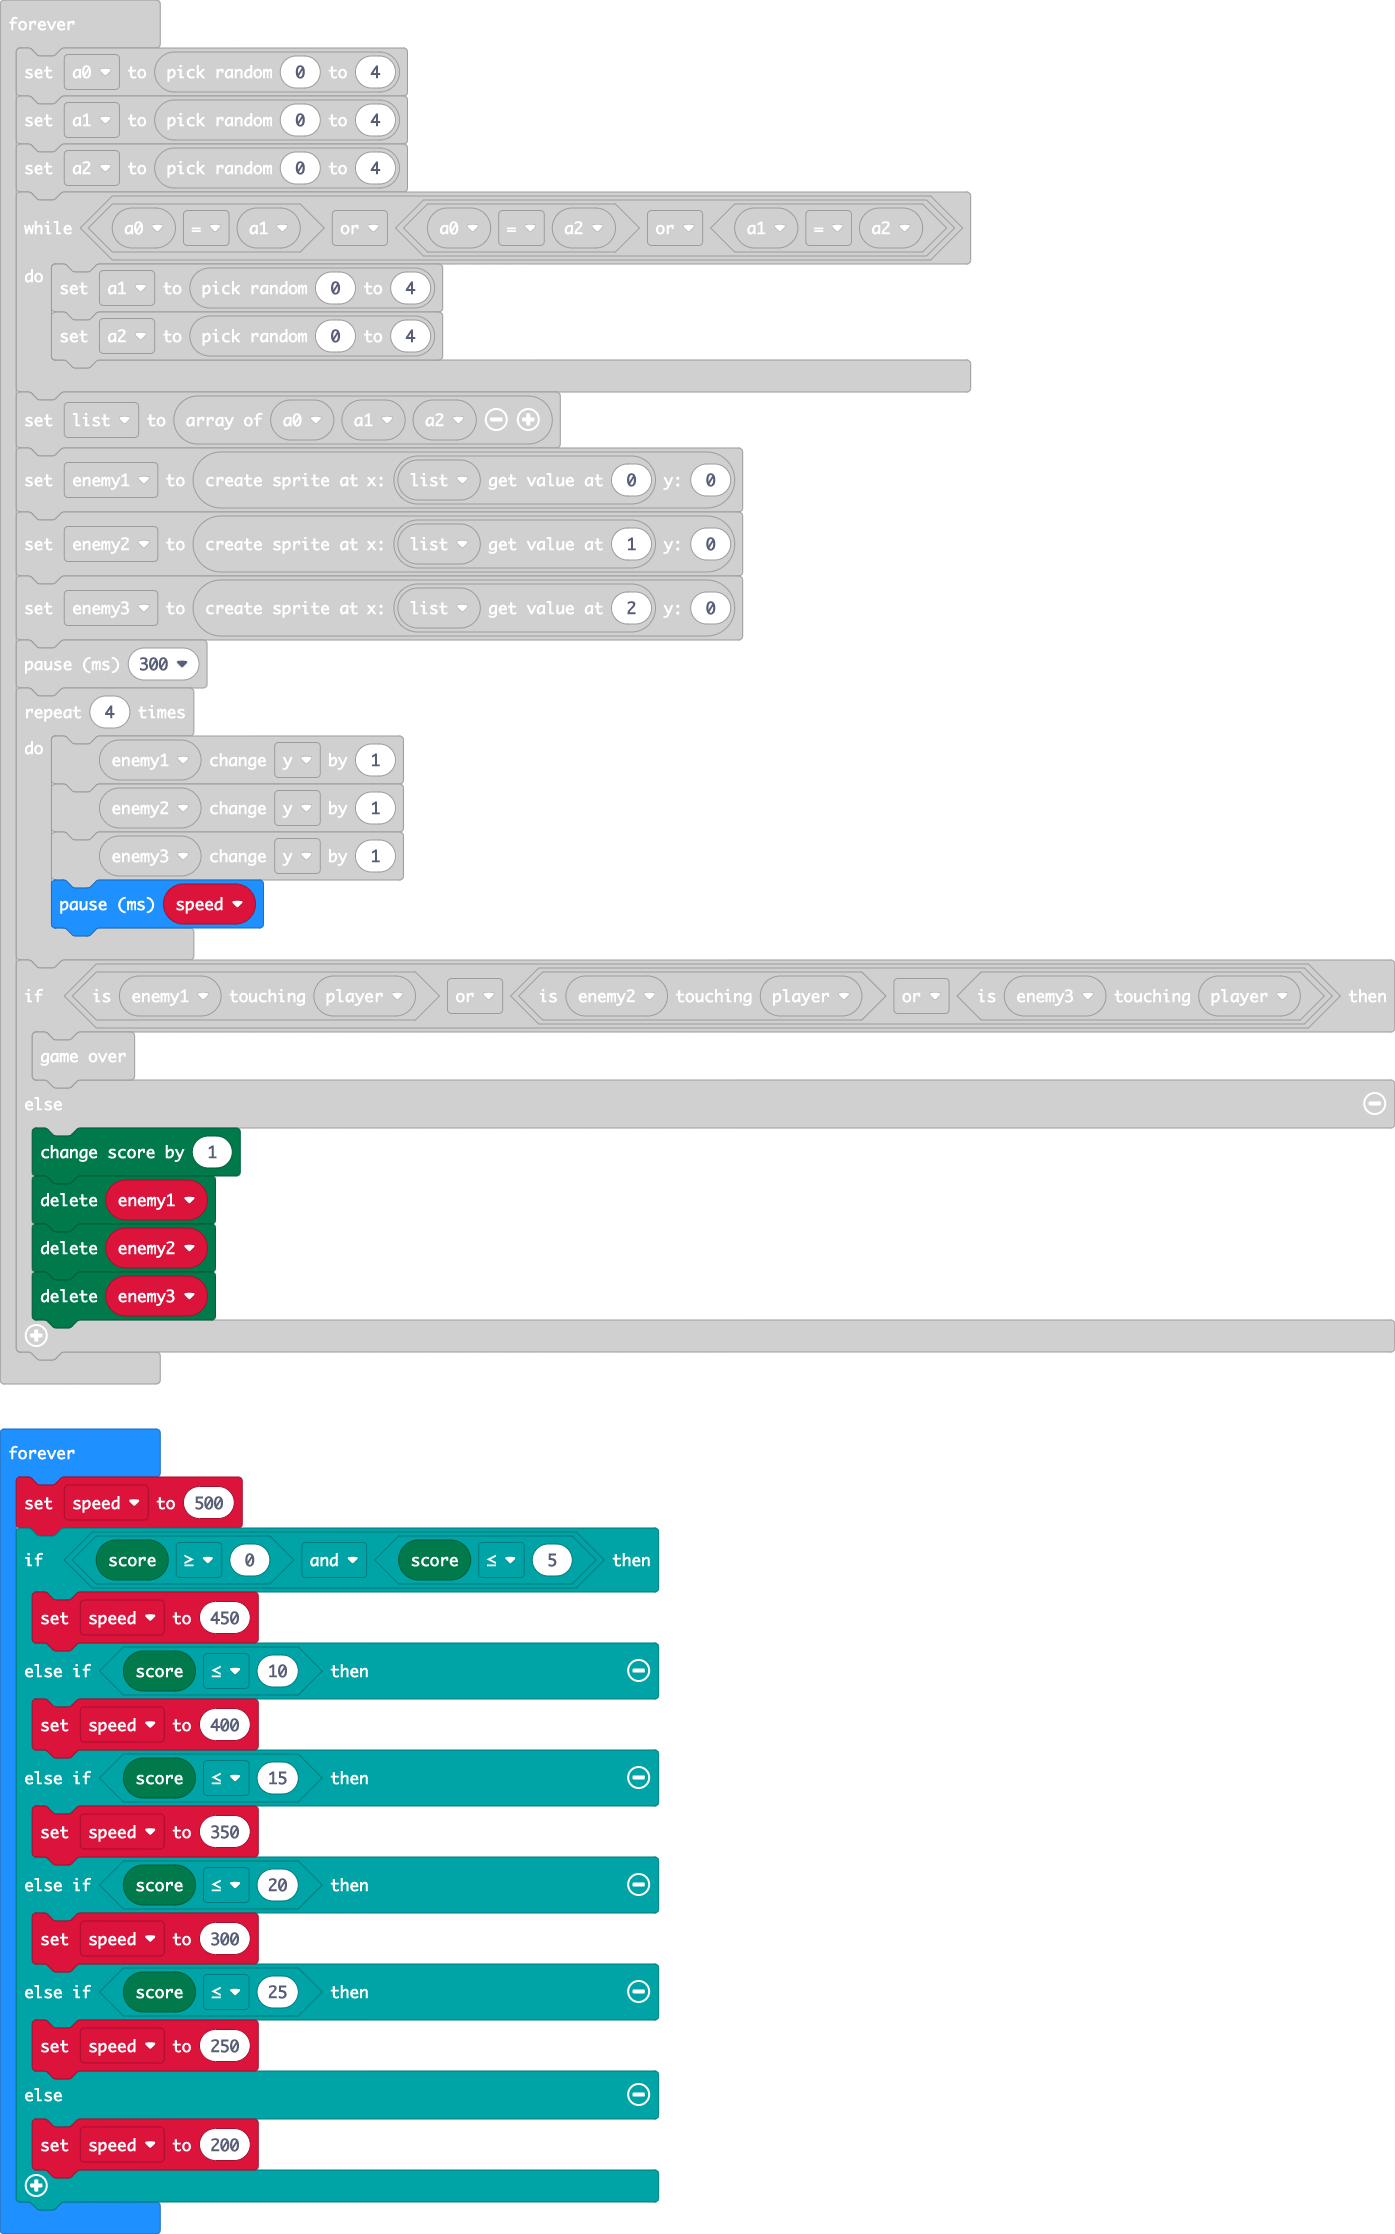 forever
set a0 to pick random 0 to 4
set a1 to pick random 0 to 4
set a2 to pick random 0 to 4
while a0 = a1 or a0 = a2 or a1 = a2
do
set a1 to pick random 0 to 4
set a2 to pick random 0 to 4
set list to array of a0 a1 a2
set enemy1 to create sprite at x: list get value at 0 y: 0
set enemy2 to create sprite at x: list get value at 1 y: 0
set enemy3 to create sprite at x: list get value at 2 y: 0
pause (ms) 300
repeat 4 times
do
enemy1 change y by 1
enemy2 change y by 1
enemy3 change y by 1
pause (ms) speed
if is enemy1 touching player or is enemy2 touching player or is enemy3 touching player then
game over
else
change score by 1
delete enemy1
delete enemy2
delete enemy3
forever
set speed to 500
if score ≥ 0 and score ≤ 5 then
set speed to 450
else if score ≤ 10 then
set speed to 400
else if score ≤ 15 then
set speed to 350
else if score ≤ 20 then
set speed to 300
else if score ≤ 25 then
set speed to 250
else
set speed to 200